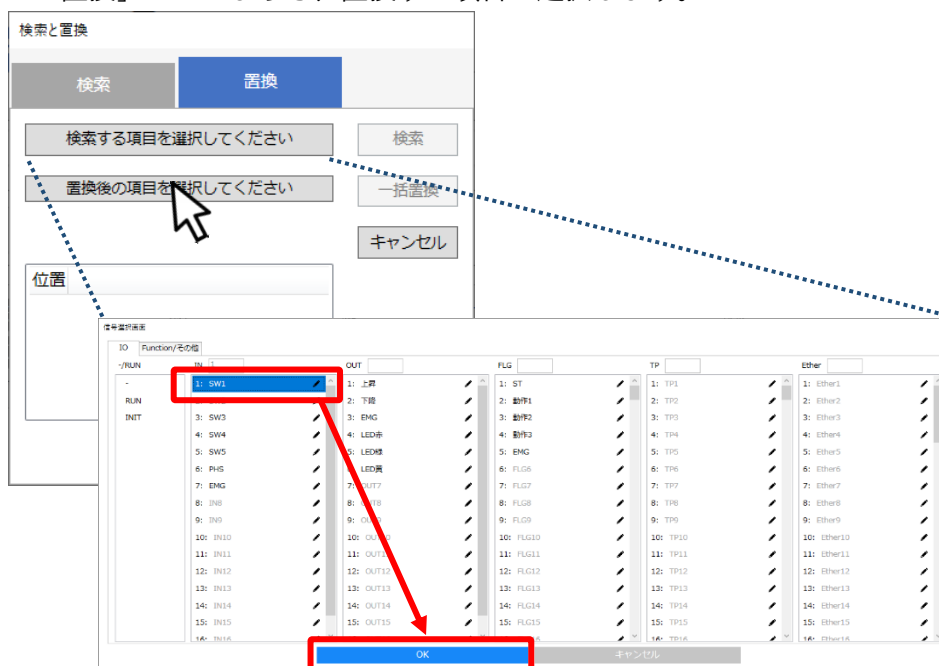 検索と置換
検索 置換
検索する項目を選択してください 検索
置換後の項目を選択してください 一括置換
キャンセル
位置
信号選択画面
IO Function/その他
-/RUN IN 1 OUT FLG TP Ether
- 1: SW1 1: 上昇 1: ST 1: TP1 1: Ether1
RUN 2: 下降 2: 動作1 2: TP2 2: Ether2
INIT 3: SW3 3: EMG 3: 動作2 3: TP3 3: Ether3
4: SW4 4: LED赤 4: 動作3 4: TP4 4: Ether4
5: SW5 5: LED緑 5: EMG 5: TP5 5: Ether5
6: PHS LED黄 6: FLG6 6: TP6 6: Ether6
7: EMG 7: OUT7 7: FLG7 7: TP7 7: Ether7
8: IN8 8: OUT8 8: FLG8 8: TP8 8: Ether8
9: IN9 9: 9: FLG9 9: TP9 9: Ether9
10: IN10 10: 10: FLG10 10: TP10 10: Ether10
11: IN11 11: 11: FLG11 11: TP11 11: Ether11
12: IN12 12: OUT12 12: FLG12 12: TP12 12: Ether12
13: IN13 13: OUT13 13: FLG13 13: TP13 13: Ether13
14: IN14 14: OUT14 14: FLG14 14: TP14 14: Ether14
15: IN15 15: OUT15 15: FLG15 15: TP15 15: Ether15
16: IN16 16: TP16 16: Ether16
OK キャンセル